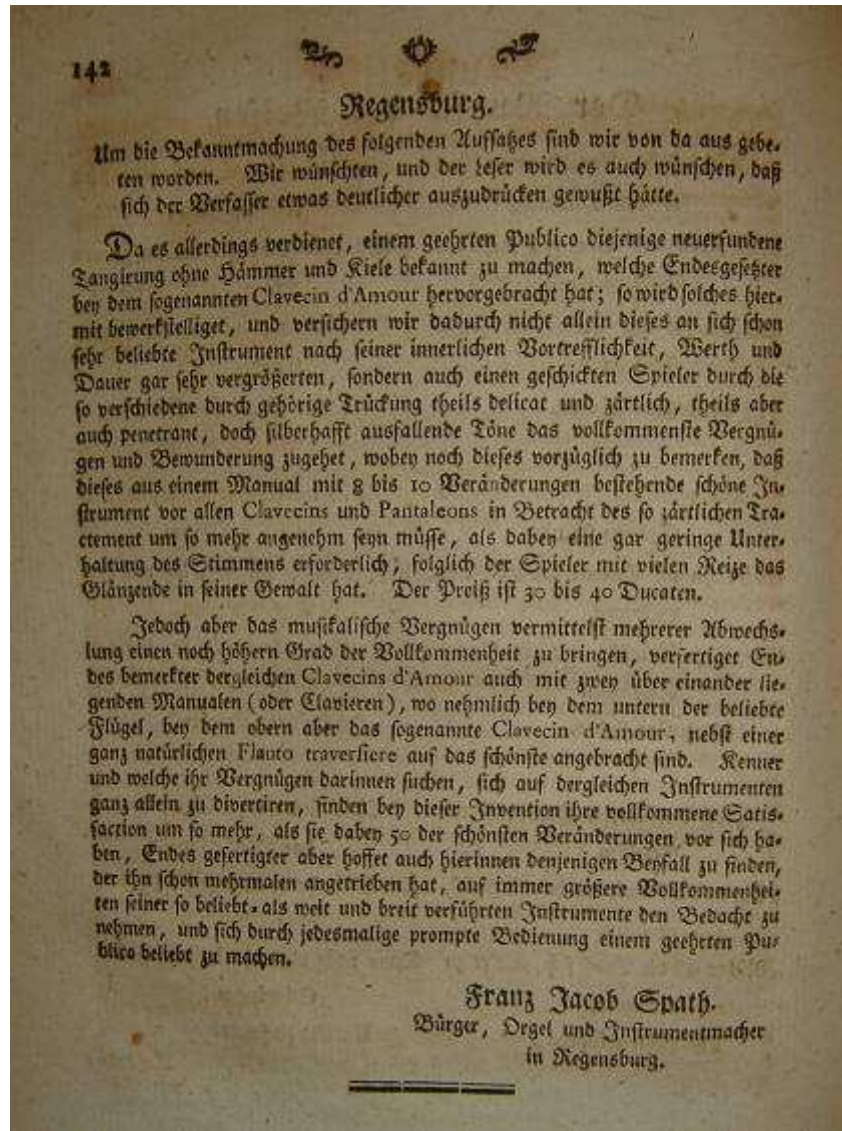 142
Regensburg.
Um die Bekanntmachung des folgenden Aufsatzes sind wir von da aus gebe-
ten worden. Wir wünschten, und der Leser wird es auch wünschen, daß
sich der Verfasser etwas deutlicher auszudrücken gewußt hätte.
Da es allerdings verdienet, einem geehrten Publico diejenige neuerfundene
Tangirung ohne Hämmer und Kiele bekannt zu machen, welche Endesgesetzter
bey dem sogenannten Clavecin d'Amour hervorgebracht hat; so wird solches hier-
mit bewerkstelliget, und versichern wir dadurch nicht allein dieses an sich schon
sehr beliebte Instrument nach seiner innerlichen Vortrefflichkeit, Werth und
Dauer gar sehr vergrößerten, sondern auch einen geschickten Spieler durch die
so verschiedene durch gehörige Trückung theils delicat und zärtlich, theils aber
auch penetrant, doch silberhafft ausfallende Töne das vollkommenste Vergnü-
gen und Bewunderung zugehet, wobey noch dieses vorzüglich zu bemerken, daß
dieses aus einem Manual mit 8 bis 10 Veränderungen bestehende schöne In-
strument vor allen Clavecins und Pantaleons in Betracht des so zärtlichen Tra-
ctement um so mehr angenehm seyn müsse, als dabey eine gar geringe Unter-
haltung des Stimmens erforderlich, folglich der Spieler mit vielen Reize das
Glänzende in seiner Gewalt hat. Der Preiß ist 30 bis 40 Ducaten.
Jedoch aber das musikalische Vergnügen vermittelst mehrerer Abwechs-
lung einen noch höhern Grad der Vollkommenheit zu bringen, verfertiget En-
des bemerkter dergleichen Clavecins d'Amour auch mit zwey über einander lie-
genden Manualen (oder Clavieren), wo nehmlich bey dem untern der beliebte
Flügel, bey dem obern aber das sogenannte Clavecin d'Amour, nebst einer
ganz natürlichen Flauto traversiere auf das schönste angebracht sind. Kenner
und welche ihr Vergnügen darinnen suchen, sich auf dergleichen Instrumenten
ganz allein zu divertiren, finden bey dieser Invention ihre vollkommene Satis-
faction um so mehr, als sie dabey 50 der schönsten Veränderungen vor sich ha-
ben, Endes gefertigter aber hoffet auch hierinnen denjenigen Beyfall zu finden,
der ihn schon mehrmalen angetrieben hat, auf immer größere Vollkommenhei-
ten seiner so beliebt- als weit und breit verführten Instrumente den Bedacht zu
nehmen, und sich durch jedesmalige prompte Bedienung einem geehrten Pu-
blico beliebt zu machen.
Franz Jacob Spath.
Bürger, Orgel und Instrumentmacher
in Regensburg.